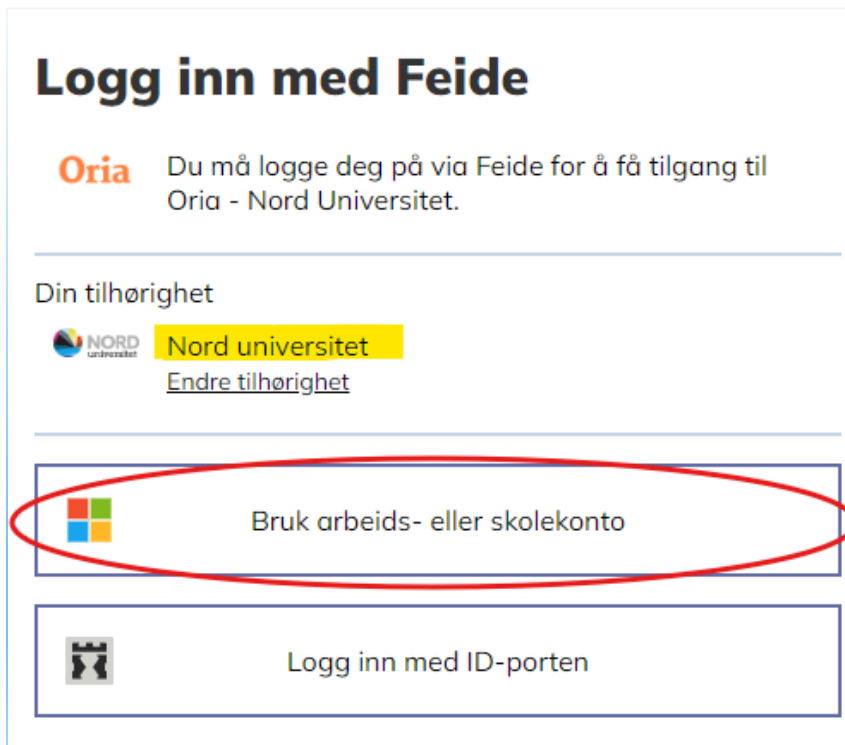 Logg inn med Feide
Oria
Du må logge deg på via Feide for å få tilgang til
Oria - Nord Universitet.
Din tilhørighet
NORD
universitet
Nord universitet
Endre tilhørighet
Bruk arbeids- eller skolekonto
Logg inn med ID-porten